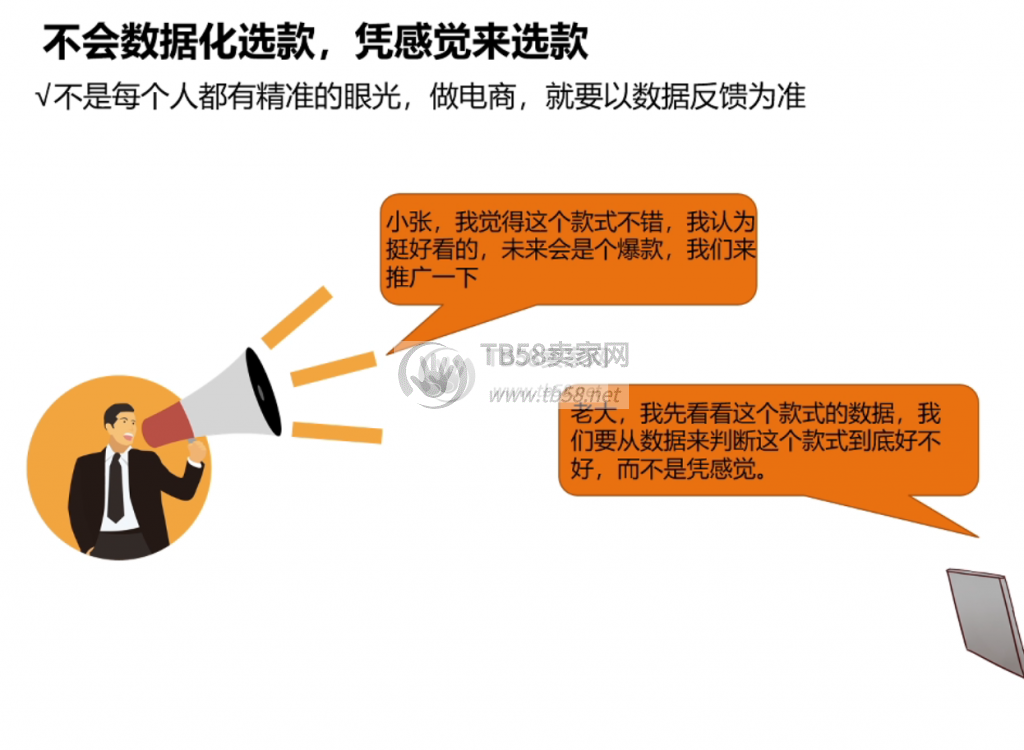 不会数据化选款，凭感觉来选款
√不是每个人都有精准的眼光，做电商，就要以数据反馈为准
小张，我觉得这个款式不错，我认为
挺好看的，未来会是个爆款，我们来
推广一下
TB58卖家网
www.tb58.net
老大，我先看看这个款式的数据，我
们要从数据来判断这个款式到底好不
好，而不是凭感觉。